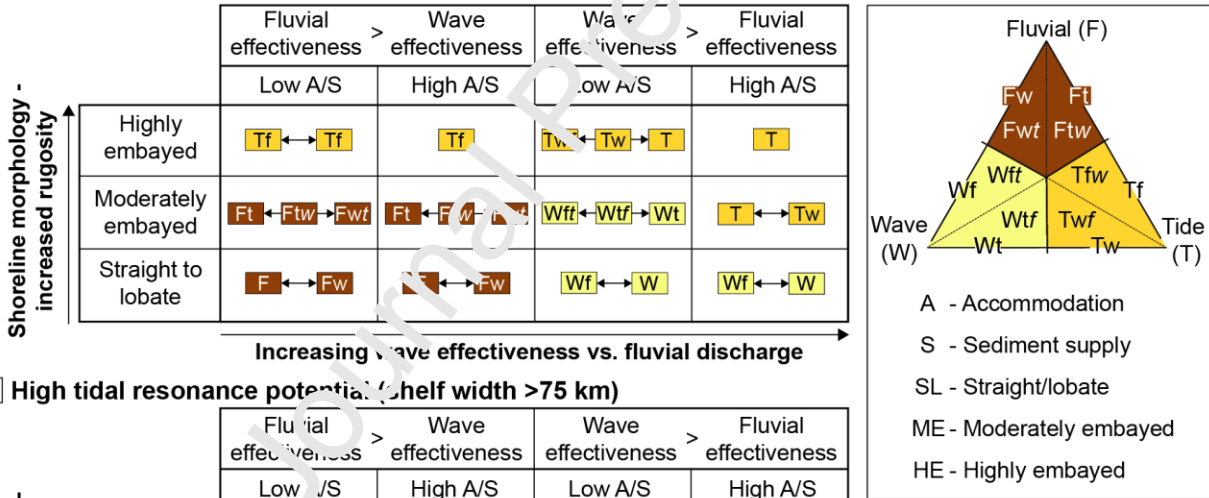 Fluvial effectiveness > Wave effectiveness Wave effectiveness > Fluvial effectiveness
Low A/S High A/S Low A/S High A/S
Shoreline morphology - increased rugosity
Highly embayed Tf Tf Tf Tw T T
Moderately embayed Ft Ftw Fwt Ft Wft Wtf Wt T Tw
Straight to lobate F Fw Fw Wf W Wf W
Increasing wave effectiveness vs. fluvial discharge
High tidal resonance potential (shelf width >75 km)
Fluvial effectiveness > Wave effectiveness Wave effectiveness > Fluvial effectiveness
Low A/S High A/S Low A/S High A/S
Fluvial (F)
Fw Ft
Fwt Ftw
Wft Tfw
Wf Tf
Wave (W)
Wtf Twf
Wt Tw
Tide (T)
A - Accommodation
S - Sediment supply
SL - Straight/lobate
ME - Moderately embayed
HE - Highly embayed
Journal Pre